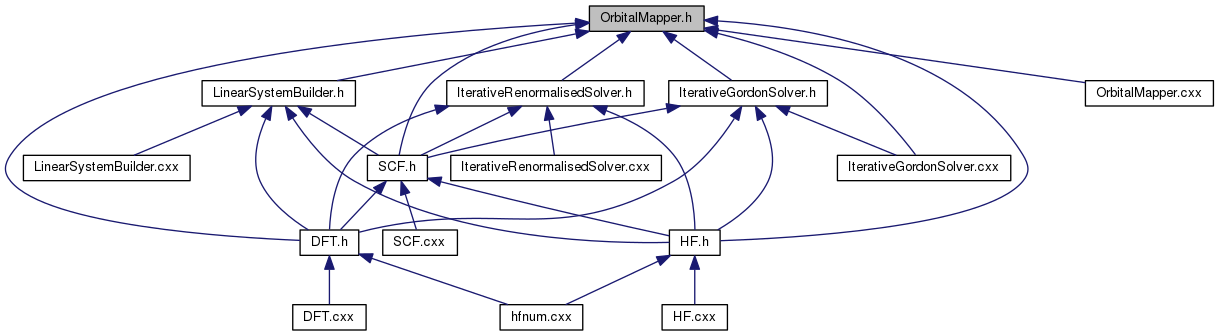 OrbitalMapper.h
LinearSystemBuilder.h
IterativeRenormalisedSolver.h
IterativeGordonSolver.h
OrbitalMapper.cxx
LinearSystemBuilder.cxx
SCF.h
IterativeRenormalisedSolver.cxx
IterativeGordonSolver.cxx
DFT.h
SCF.cxx
HF.h
DFT.cxx
hfnum.cxx
HF.cxx